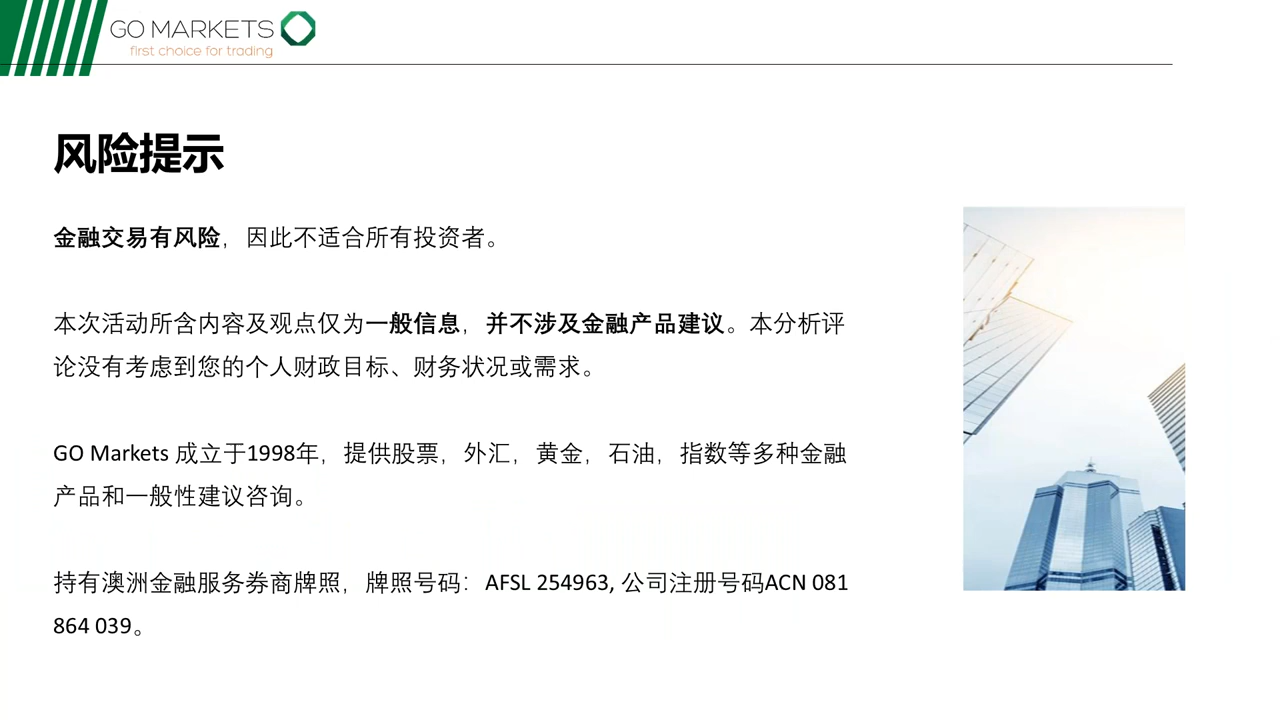 GO MARKETS
first choice for trading
风险提示
金融交易有风险，因此不适合所有投资者。
本次活动所含内容及观点仅为一般信息，并不涉及金融产品建议。本分析评
论没有考虑到您的个人财政目标、财务状况或需求。
GO Markets 成立于1998年，提供股票，外汇，黄金，石油，指数等多种金融
产品和一般性建议咨询。
持有澳洲金融服务券商牌照，牌照号码：AFSL 254963, 公司注册号码ACN 081
864 039。